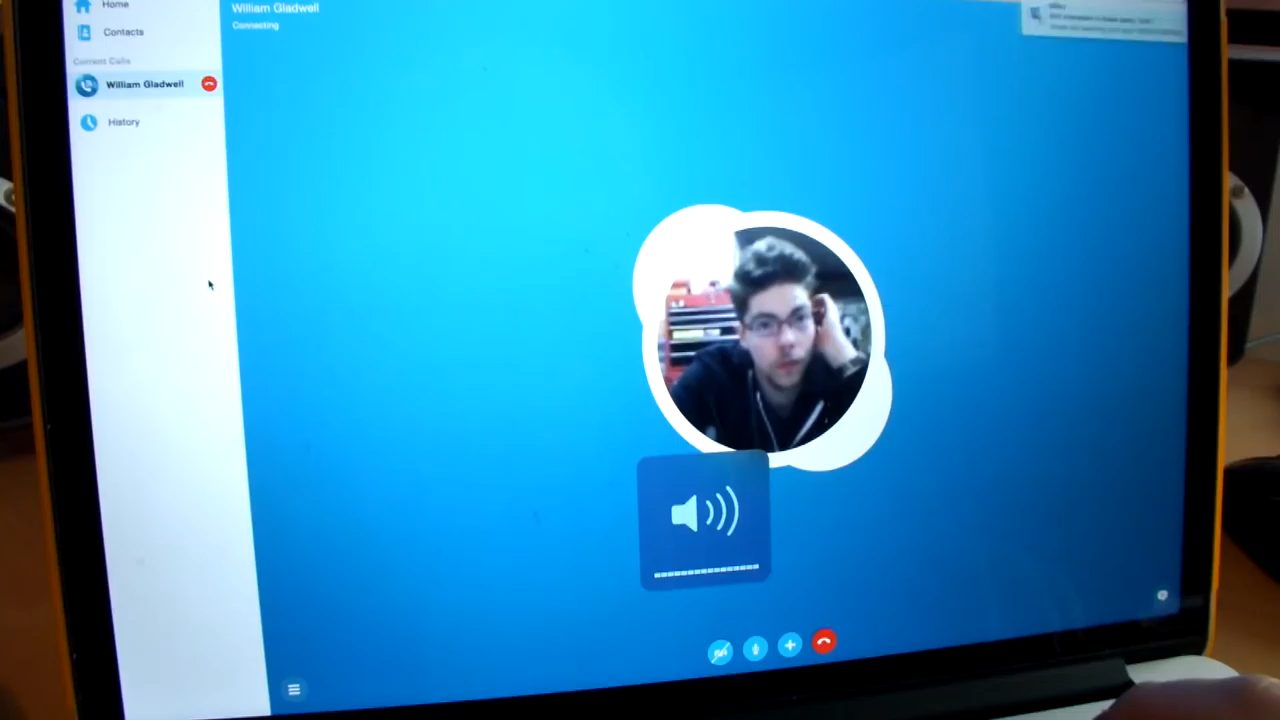 Home
Contacts
Current Calls
William Gladwell
History
William Gladwell
Connecting